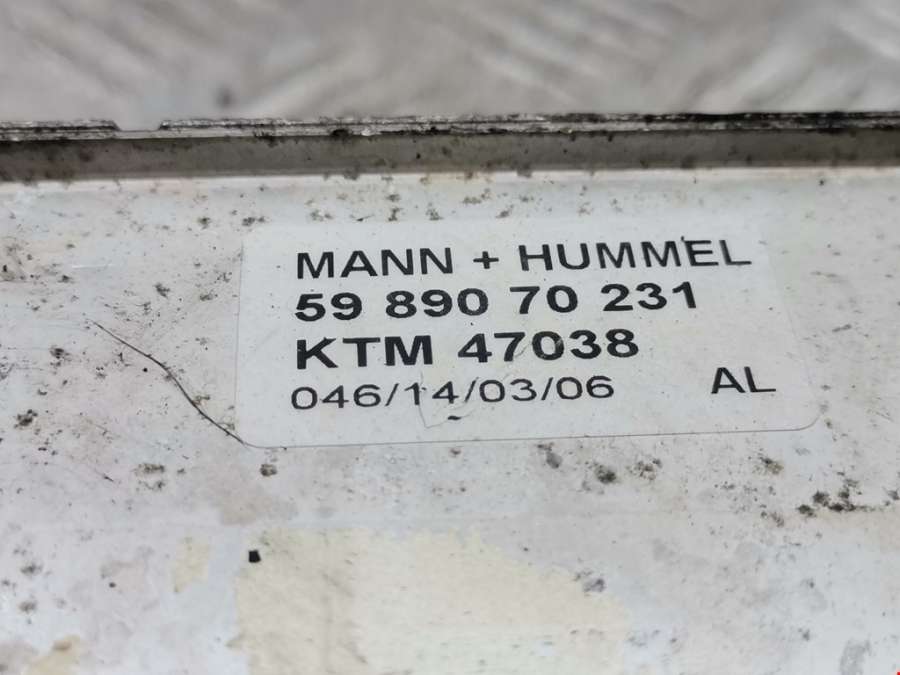 MANN + HUMMEL
59 890 70 231
KTM 47038
046/14/03/06 AL